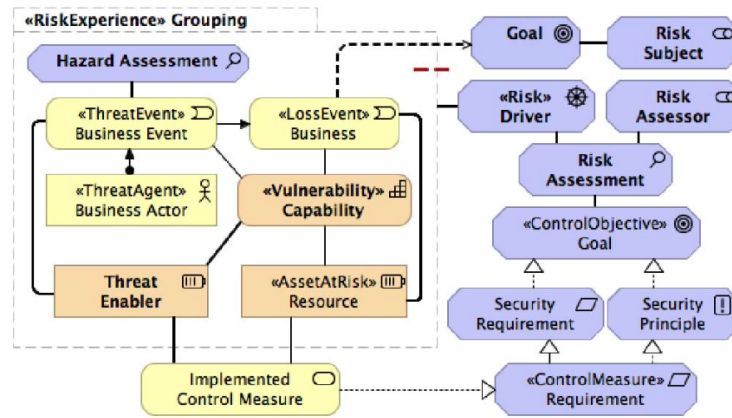 «RiskExperience» Grouping
Hazard Assessment
«ThreatEvent»
Business Event
«LossEvent»
Business
«ThreatAgent»
Business Actor
«Vulnerability»
Capability
Threat
Enabler
«AssetAtRisk»
Resource
Implemented
Control Measure
Goal
Risk
Subject
«Risk»
Driver
Risk
Assessor
Risk
Assessment
«ControlObjective»
Goal
Security
Requirement
Security
Principle
«ControlMeasure»
Requirement